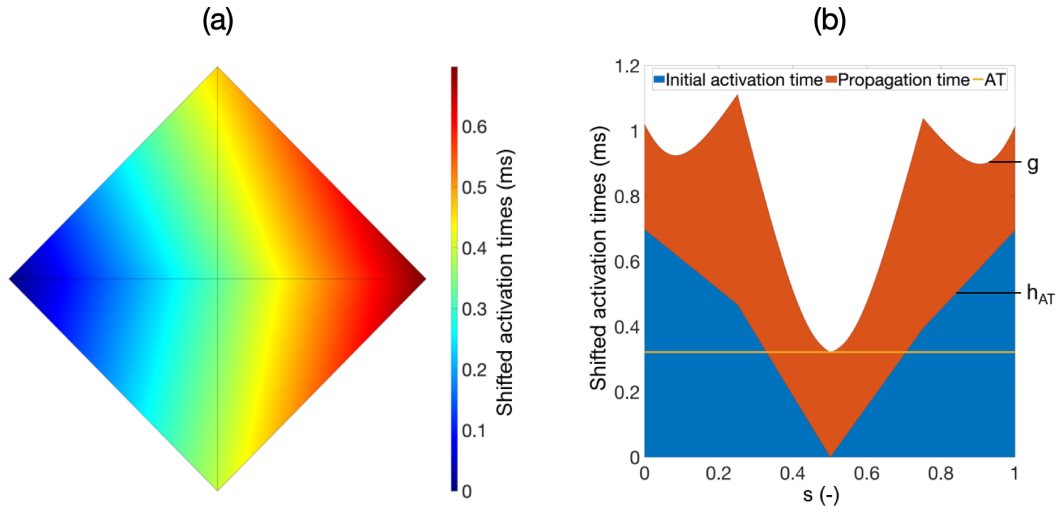 (a)
0.6
0.5
0.4
0.3
0.2
0.1
0
Shifted activation times (ms)
(b)
1.2
1
0.8
0.6
0.4
0.2
0
Shifted activation times (ms)
Initial activation time Propagation time AT
g
hAT
0 0.2 0.4 0.6 0.8 1
s (-)